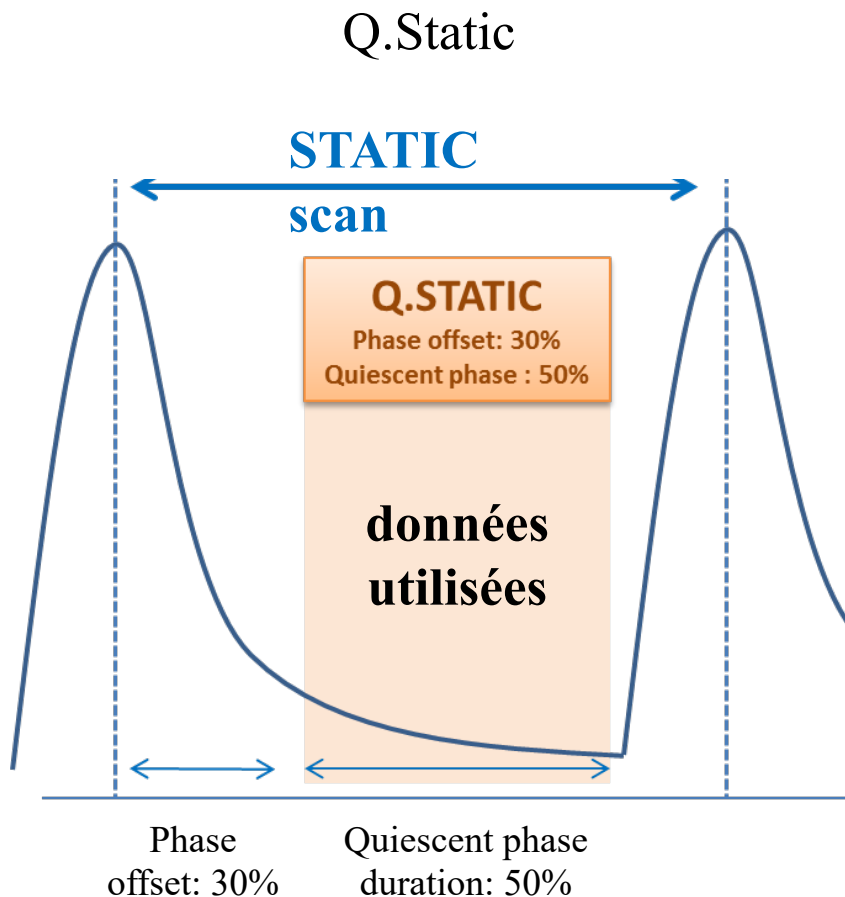 Q.Static
STATIC
scan
Q.STATIC
Phase offset: 30%
Quiescent phase : 50%
données
utilisées
Phase
offset: 30%
Quiescent phase
duration: 50%